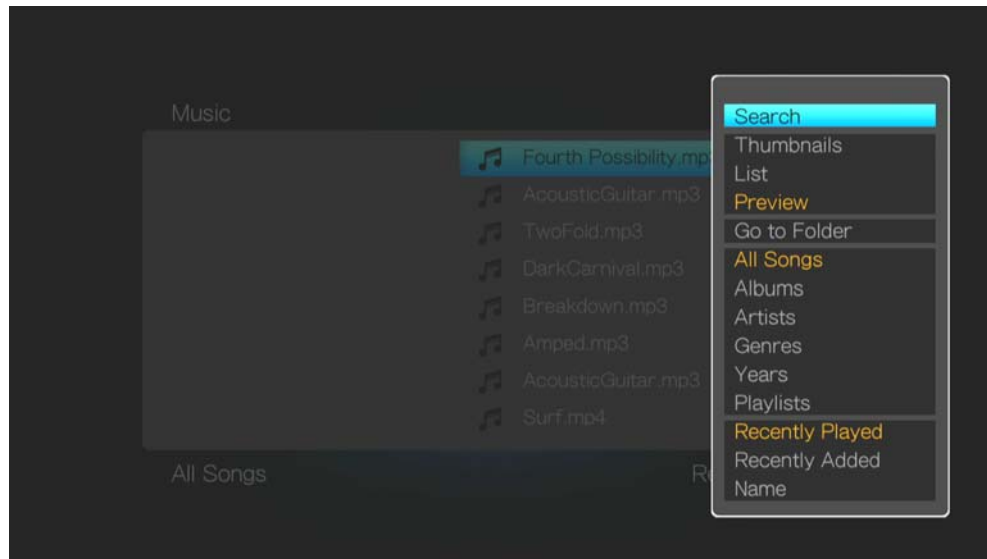 Music
Fourth Possibility.mp3
AcousticGuitar.mp3
TwoFold.mp3
DarkCarnival.mp3
Breakdown.mp3
Amped.mp3
AcousticGuitar.mp3
Surf.mp4
All Songs
Search
Thumbnails
List
Preview
Go to Folder
All Songs
Albums
Artists
Genres
Years
Playlists
Recently Played
Recently Added
Name